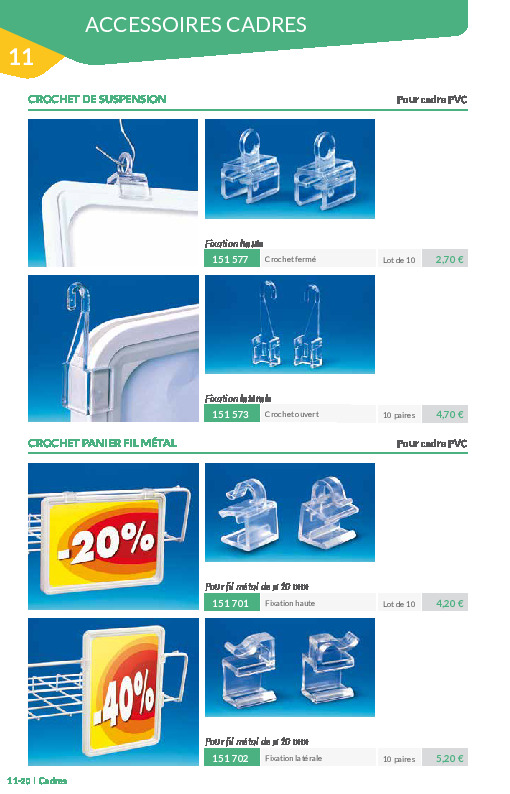 ACCESSOIRES CADRES
11
CROCHET DE SUSPENSION Pour cadre PVC
Fixation haute
151 577 Crochet fermé Lot de 10 2,70 €
Fixation latérale
151 573 Crochet ouvert 10 paires 4,70 €
CROCHET PANIER FIL MÉTAL Pour cadre PVC
-20%
Pour fil métal de ø 20 mm
151 701 Fixation haute Lot de 10 4,20 €
-40%
Pour fil métal de ø 20 mm
151 702 Fixation latérale 10 paires 5,20 €
11-20 | Cadres